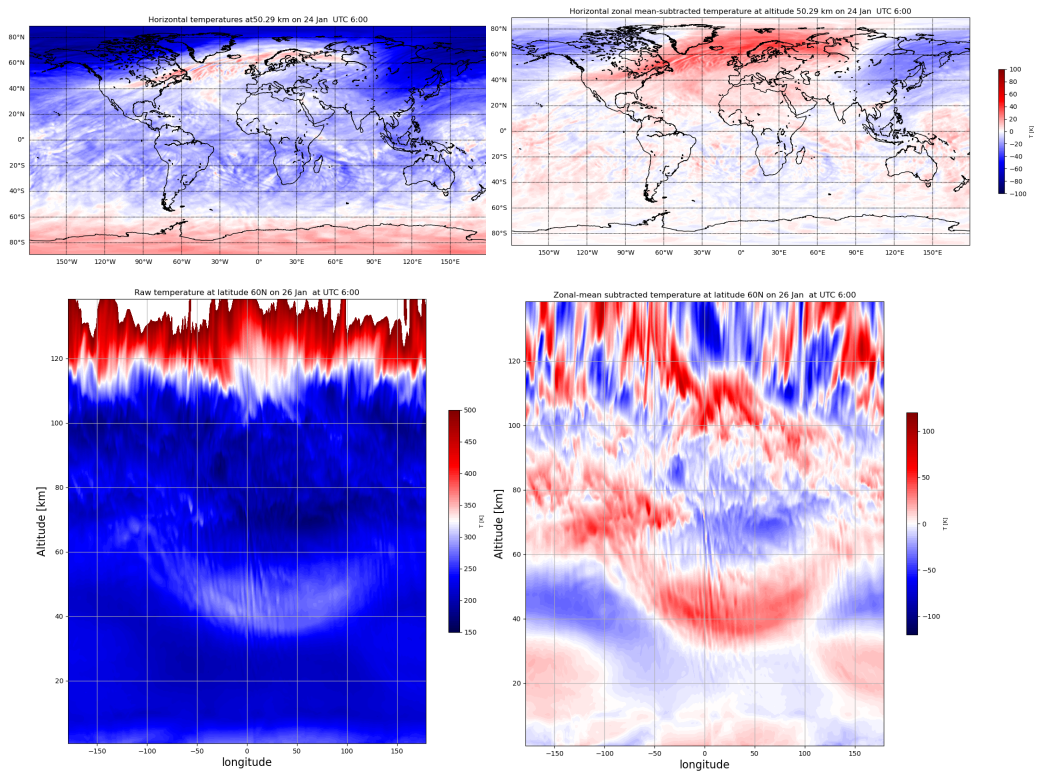 Horizontal temperatures at50.29 km on 24 Jan  UTC 6:00
80°N
60°N
40°N
20°N
0°
20°S
40°S
60°S
80°S
150°W 120°W 90°W 60°W 30°W 0° 30°E 60°E 90°E 120°E 150°E
Horizontal zonal mean-subtracted temperature at altitude 50.29 km on 24 Jan  UTC 6:00
80°N
60°N
40°N
20°N
0°
20°S
40°S
60°S
80°S
150°W 120°W 90°W 60°W 30°W 0° 30°E 60°E 90°E 120°E 150°E
100
80
60
40
20
0
−20
−40
−60
−80
−100
T [K]
Raw temperature at latitude 60N on 26 Jan  at UTC 6:00
Altitude [km]
120
100
80
60
40
20
−150 −100 −50 0 50 100 150
longitude
500
450
400
350
300
250
200
150
T [K]
Zonal-mean subtracted temperature at latitude 60N on 26 Jan  at UTC 6:00
Altitude [km]
120
100
80
60
40
20
−150 −100 −50 0 50 100 150
longitude
100
50
0
−50
−100
T [K]